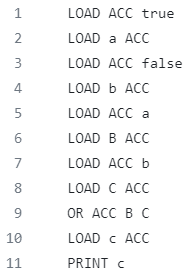 1 LOAD ACC true
2 LOAD a ACC
3 LOAD ACC false
4 LOAD b ACC
5 LOAD ACC a
6 LOAD B ACC
7 LOAD ACC b
8 LOAD C ACC
9 OR ACC B C
10 LOAD c ACC
11 PRINT c